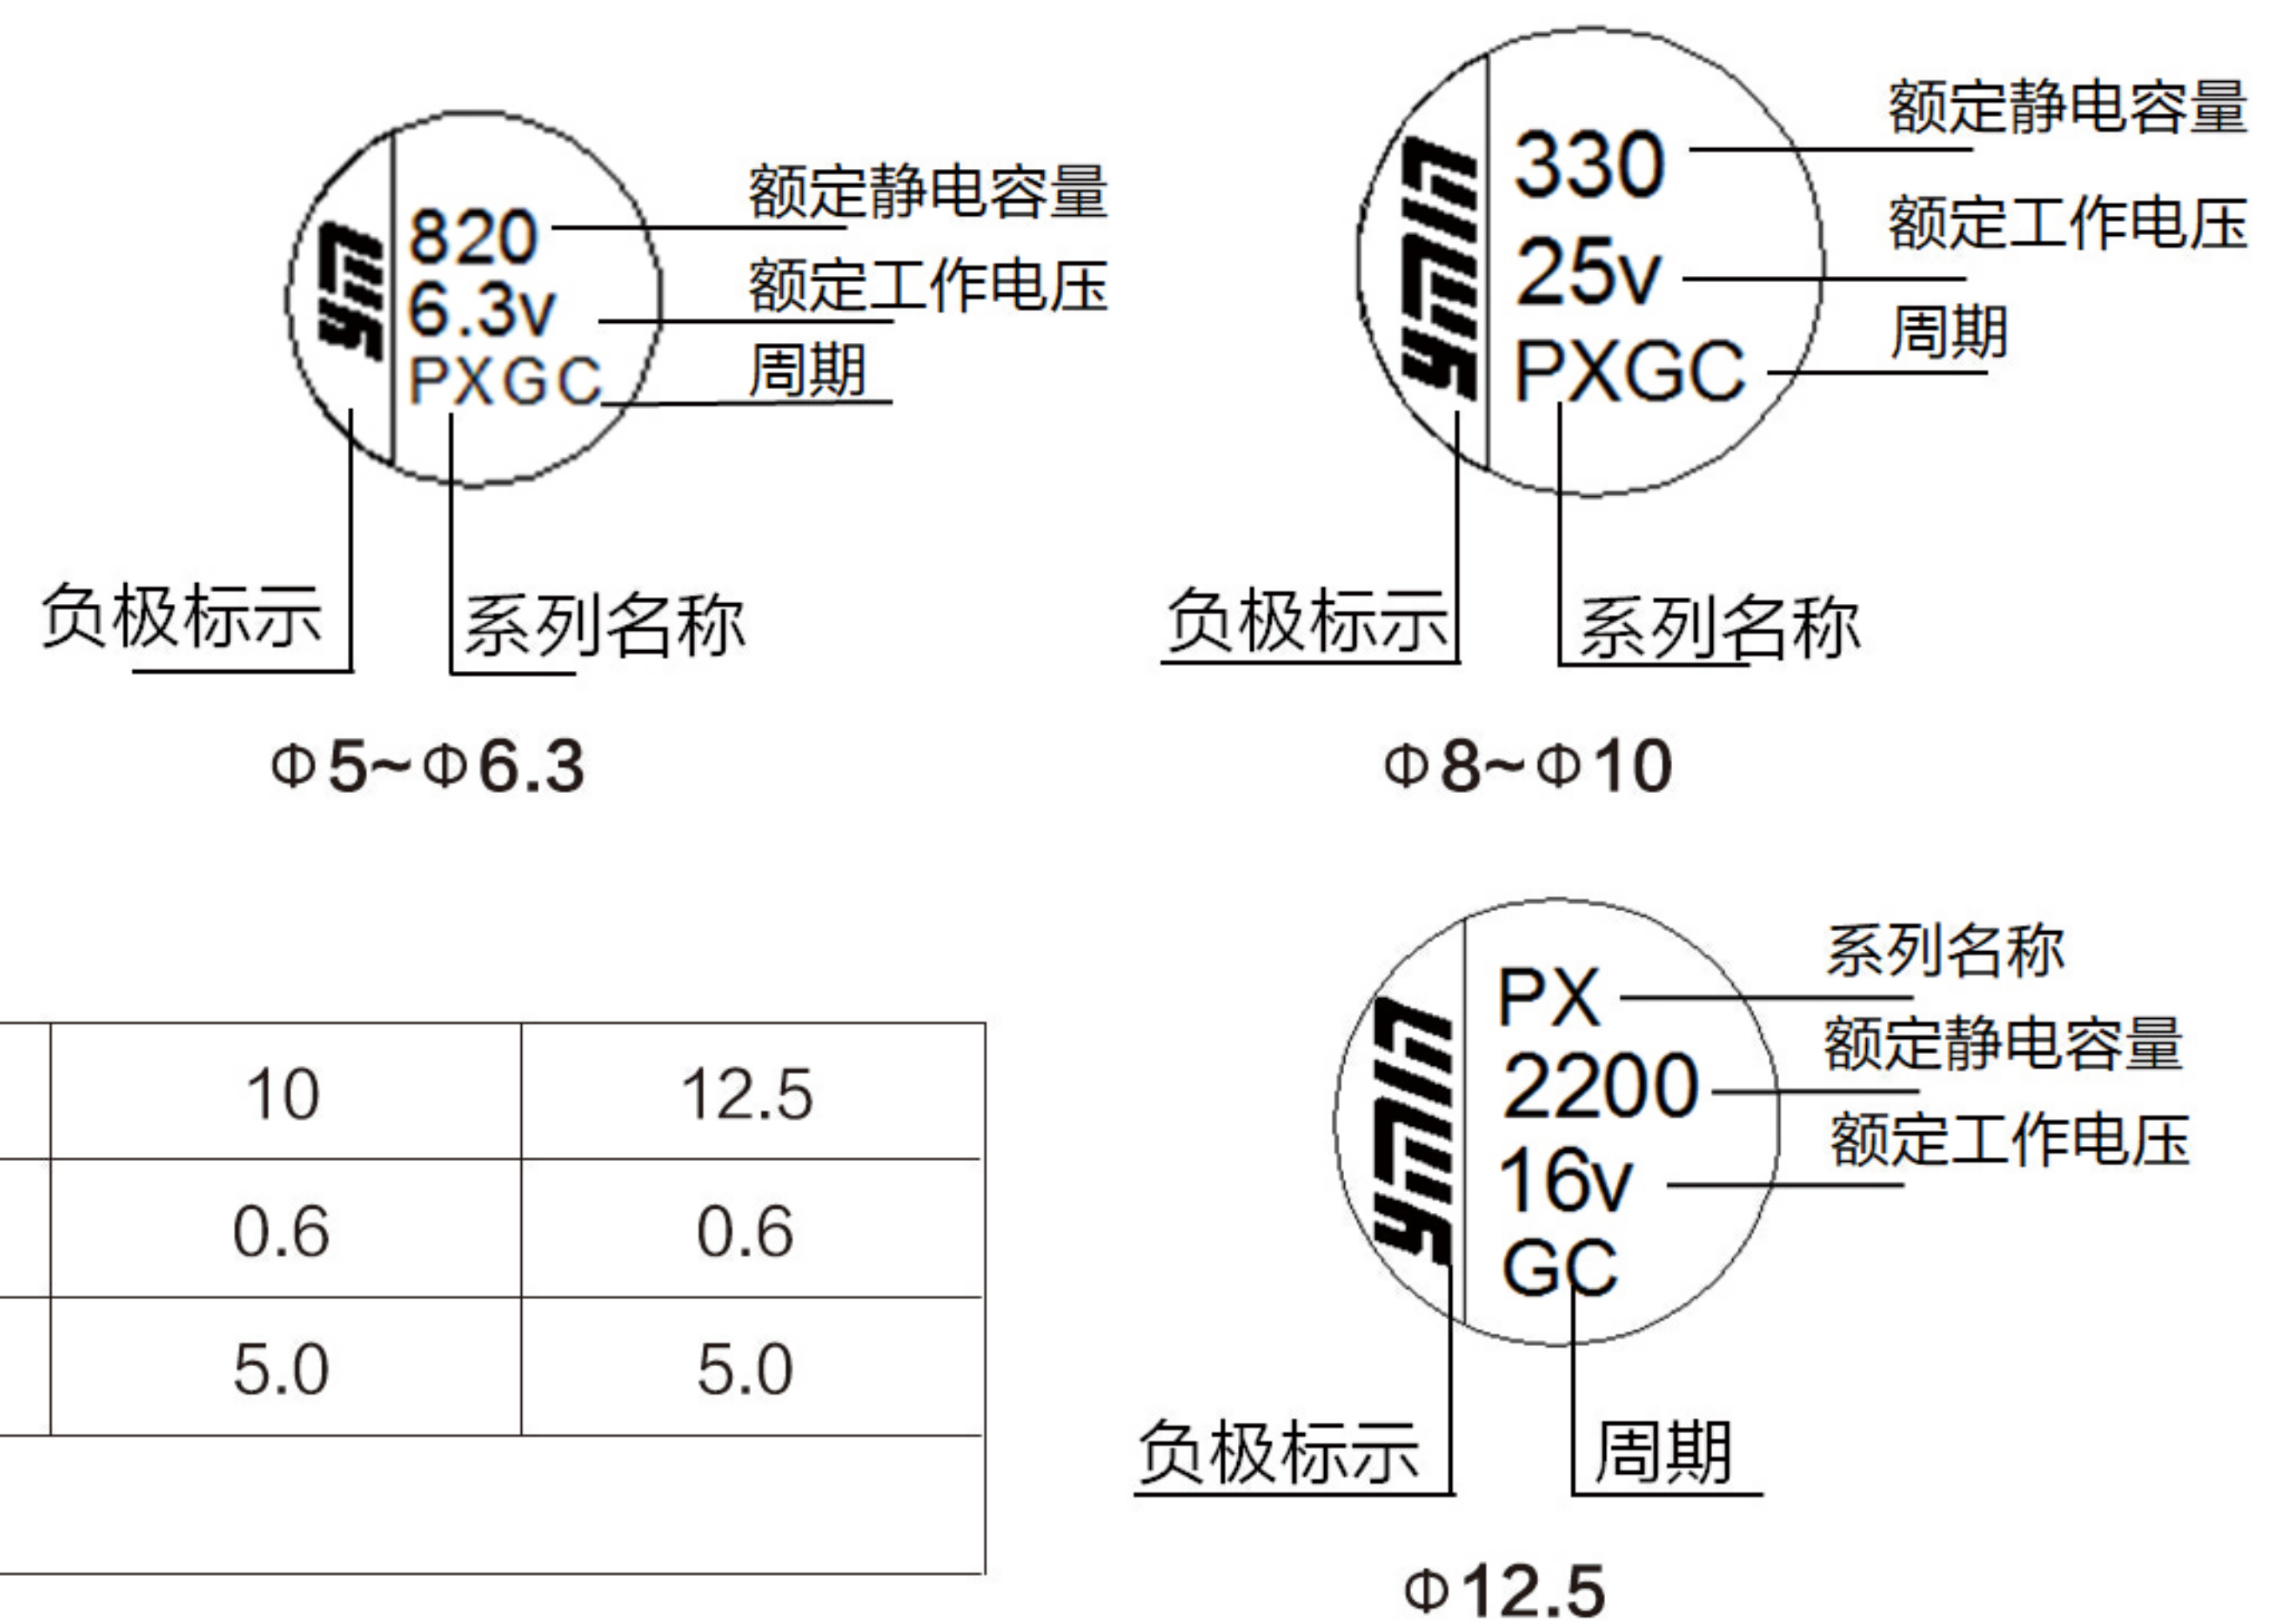 820
6.3v
PXGC
ym
额定静电容量
额定工作电压
周期
负极标示
系列名称
Φ5~Φ6.3
330
25v
PXGC
ymin
额定静电容量
额定工作电压
周期
负极标示
系列名称
Φ8~Φ10
10 12.5
0.6 0.6
5.0 5.0
PX
2200
16v
GC
ymin
系列名称
额定静电容量
额定工作电压
负极标示
周期
Φ12.5